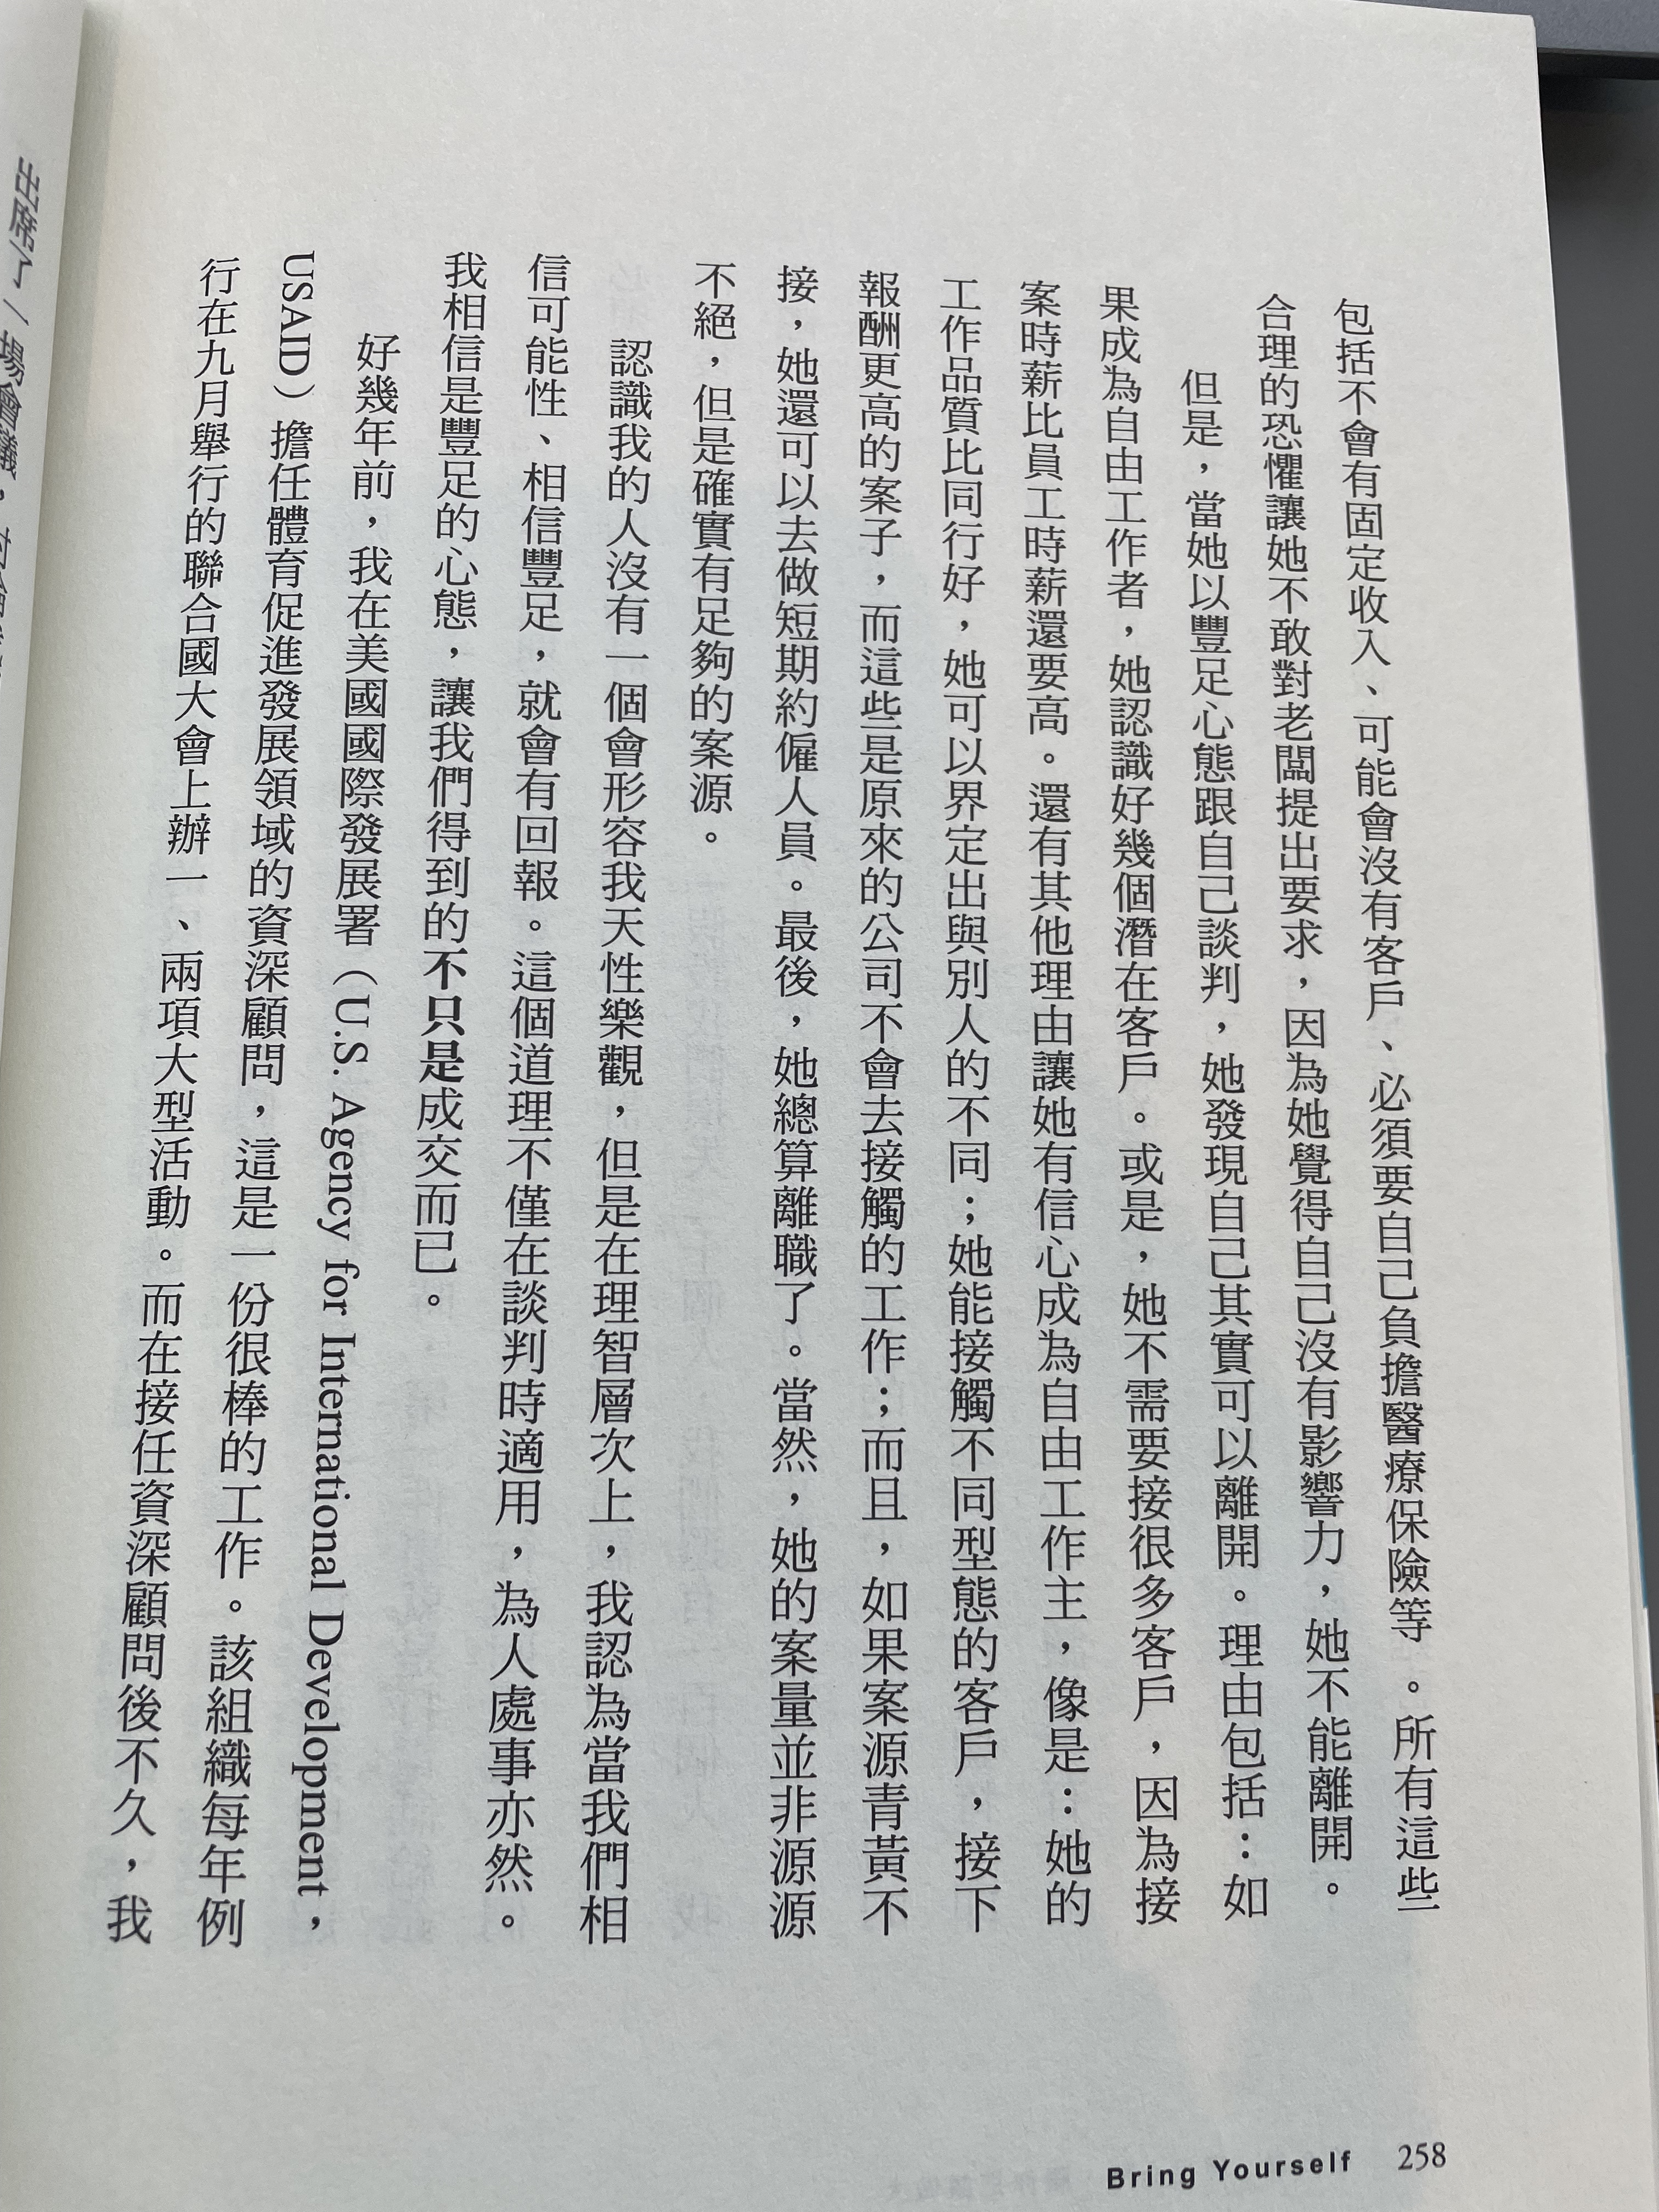 包括不會有固定收入、可能會沒有客戶、必須要自己負擔醫療保險等。所有這些
合理的恐懼讓她不敢對老闆提出要求，因為她覺得自己沒有影響力，她不能離開。
但是，當她以豐足心態跟自己談判，她發現自己其實可以離開。理由包括：如
果成為自由工作者，她認識好幾個潛在客戶。或是，她不需要接很多客戶，因為接
案時薪比員工時薪還要高。還有其他理由讓她有信心成為自由工作主，像是：她的
工作品質比同行好，她可以界定出與別人的不同；她能接觸不同型態的客戶，接下
報酬更高的案子，而這些是原來的公司不會去接觸的工作；而且，如果案源青黃不
接，她還可以去做短期約僱人員。最後，她總算離職了。當然，她的案量並非源源
不絕，但是確實有足夠的案源。
認識我的人沒有一個會形容我天性樂觀，但是在理智層次上，我認為當我們相
信可能性、相信豐足，就會有回報。這個道理不僅在談判時適用，為人處事亦然。
我相信是豐足的心態，讓我們得到的不只是成交而已。
好幾年前，我在美國國際發展署（U.S. Agency for International Development，
USAID）擔任體育促進發展領域的資深顧問，這是一份很棒的工作。該組織每年例
行在九月舉行的聯合國大會上辦一、兩項大型活動。而在接任資深顧問後不久，我
出席了一場會議，
Bring Yourself 258